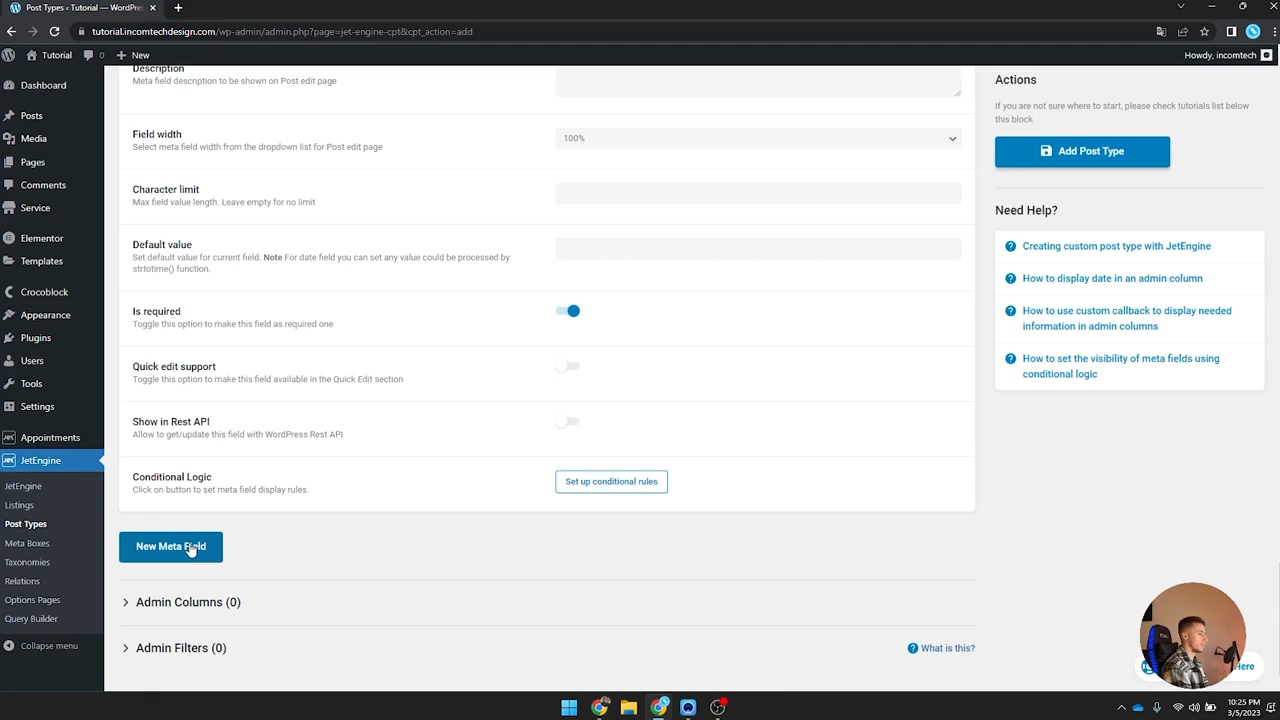 Post Types ‹ Tutorial — WordPre
tutorial.incomtechdesign.com/wp-admin/admin.php?page=jet-engine-cpt&cpt_action=add
Tutorial
0
New
Howdy, incomtech
Dashboard
Posts
Media
Pages
Comments
Service
Elementor
Templates
Crocoblock
Appearance
Plugins
Users
Tools
Settings
Appointments
JetEngine
JetEngine
Listings
Post Types
Meta Boxes
Taxonomies
Relations
Options Pages
Query Builder
Collapse menu
Description
Meta field description to be shown on Post edit page
Field width
Select meta field width from the dropdown list for Post edit page
100%
Character limit
Max field value length. Leave empty for no limit
Default value
Set default value for current field. Note For date field you can set any value could be processed by
strtotime() function.
Is required
Toggle this option to make this field as required one
Quick edit support
Toggle this option to make this field available in the Quick Edit section
Show in Rest API
Allow to get/update this field with WordPress Rest API
Conditional Logic
Click on button to set meta field display rules.
Set up conditional rules
New Meta Field
Admin Columns (0)
Admin Filters (0)
What is this?
Actions
If you are not sure where to start, please check tutorials list below
this block
Add Post Type
Need Help?
Creating custom post type with JetEngine
How to display date in an admin column
How to use custom callback to display needed
information in admin columns
How to set the visibility of meta fields using
conditional logic
Here
10:25 PM
3/5/2023